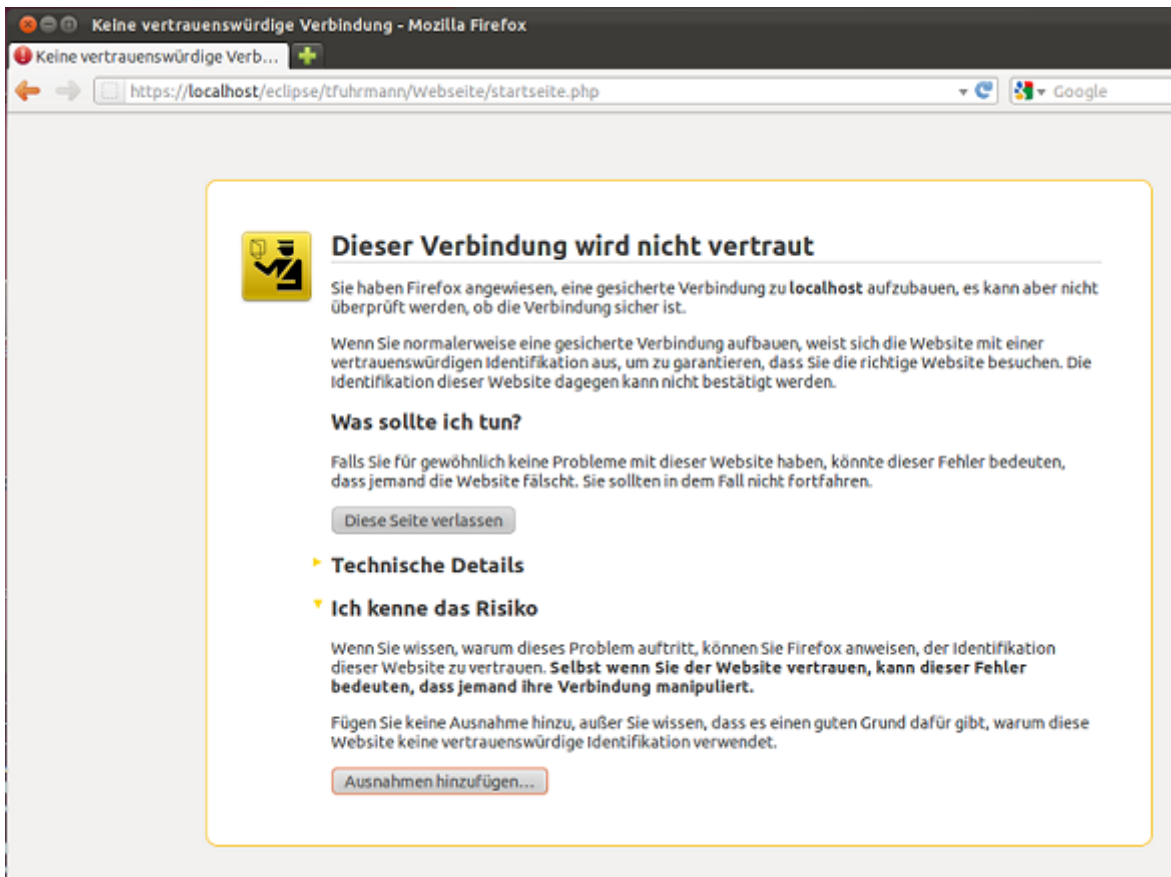 Keine vertrauenswürdige Verbindung - Mozilla Firefox
Keine vertrauenswürdige Verb...
https://localhost/eclipse/tfuhrmann/Webseite/startseite.php
Google
Dieser Verbindung wird nicht vertraut
Sie haben Firefox angewiesen, eine gesicherte Verbindung zu localhost aufzubauen, es kann aber nicht
überprüft werden, ob die Verbindung sicher ist.
Wenn Sie normalerweise eine gesicherte Verbindung aufbauen, weist sich die Website mit einer
vertrauenswürdigen Identifikation aus, um zu garantieren, dass Sie die richtige Website besuchen. Die
Identifikation dieser Website dagegen kann nicht bestätigt werden.
Was sollte ich tun?
Falls Sie für gewöhnlich keine Probleme mit dieser Website haben, könnte dieser Fehler bedeuten,
dass jemand die Website fälscht. Sie sollten in dem Fall nicht fortfahren.
Diese Seite verlassen
Technische Details
Ich kenne das Risiko
Wenn Sie wissen, warum dieses Problem auftritt, können Sie Firefox anweisen, der Identifikation
dieser Website zu vertrauen. Selbst wenn Sie der Website vertrauen, kann dieser Fehler
bedeuten, dass jemand ihre Verbindung manipuliert.
Fügen Sie keine Ausnahme hinzu, außer Sie wissen, dass es einen guten Grund dafür gibt, warum diese
Website keine vertrauenswürdige Identifikation verwendet.
Ausnahmen hinzufügen...